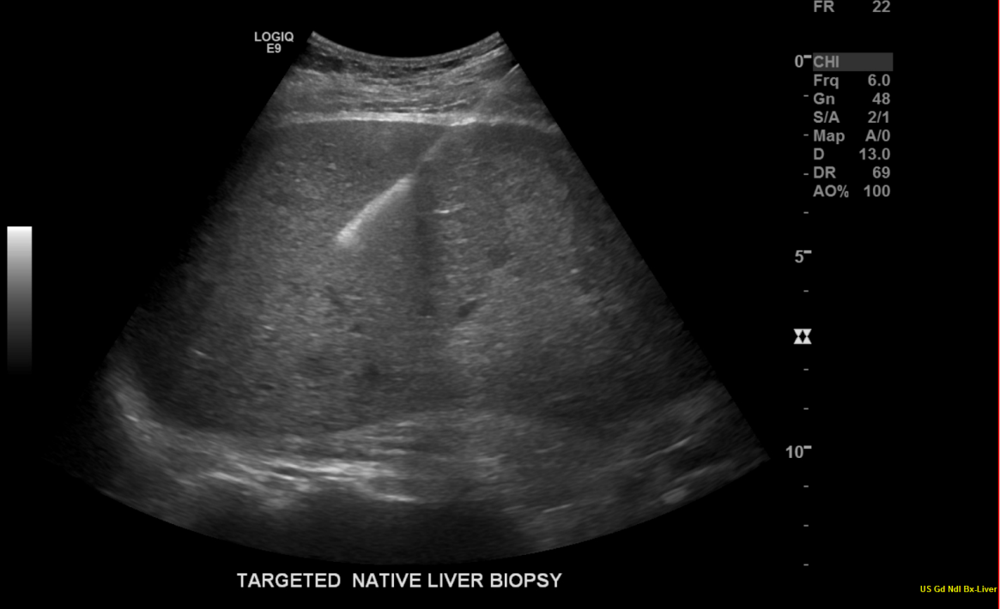 LOGIQ
E9
FR 22
0
CHI
Frq 6.0
Gn 48
S/A 2/1
Map A/0
D 13.0
DR 69
AO% 100
5
10
TARGETED NATIVE LIVER BIOPSY
US Gd Ndl Bx-Liver